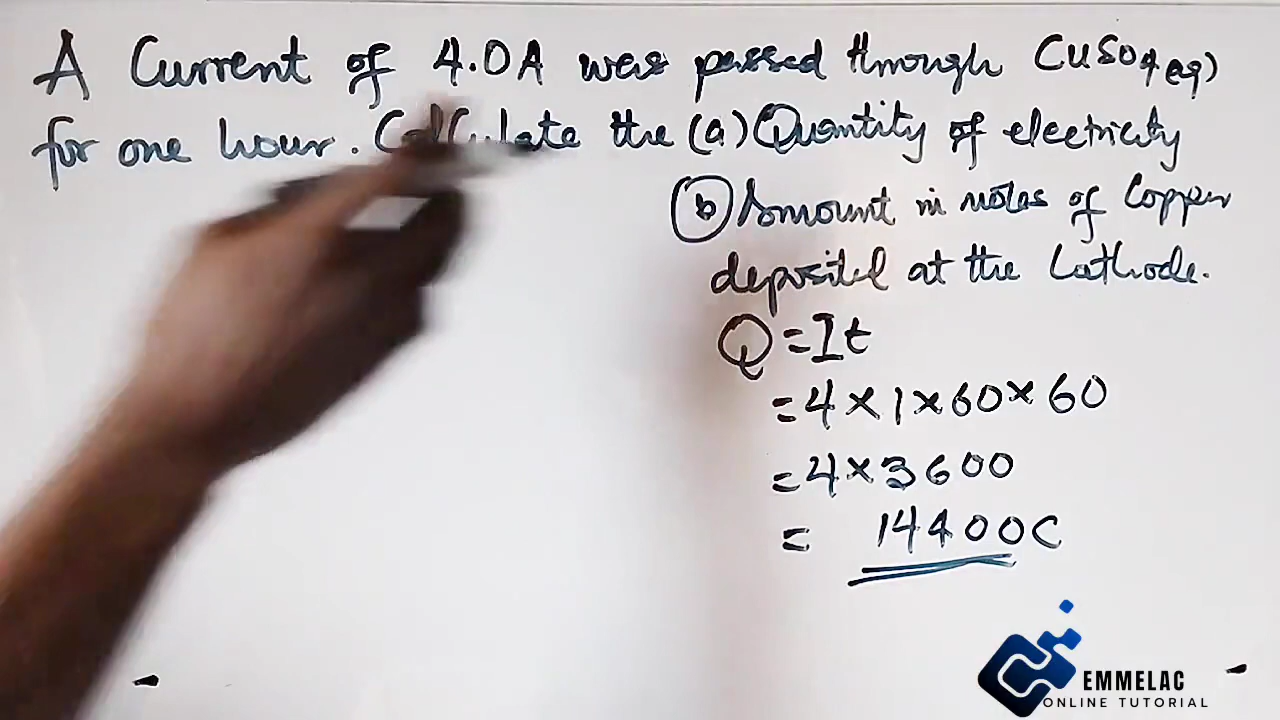 A Current of 4.0A was passed through CuSO4(aq)
for one hour. Calculate the (a) Quantity of electricity
(b) Amount in moles of Copper
deposited at the Cathode.
Q = It
= 4 × 1 × 60 × 60
= 4 × 3600
= 14400C
EMMELAC
ONLINE TUTORIAL